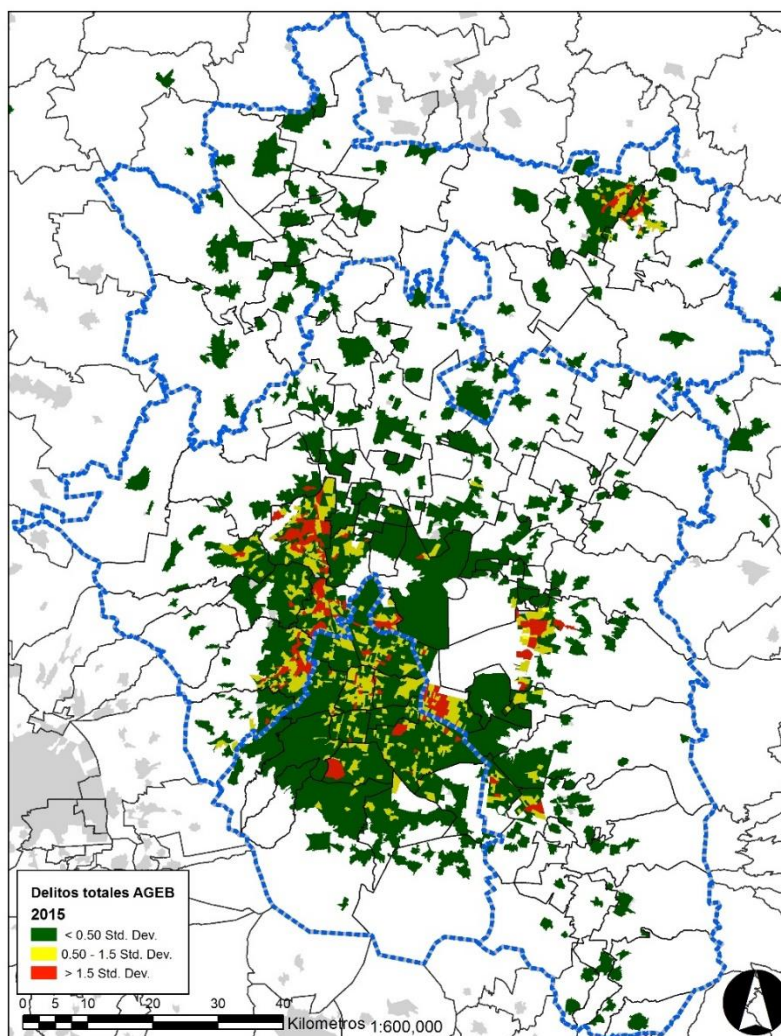 Delitos totales AGEB
2015
< 0.50 Std. Dev.
0.50 - 1.5 Std. Dev.
> 1.5 Std. Dev.
0 5 10 20 30 40
Kilometros 1:600,000